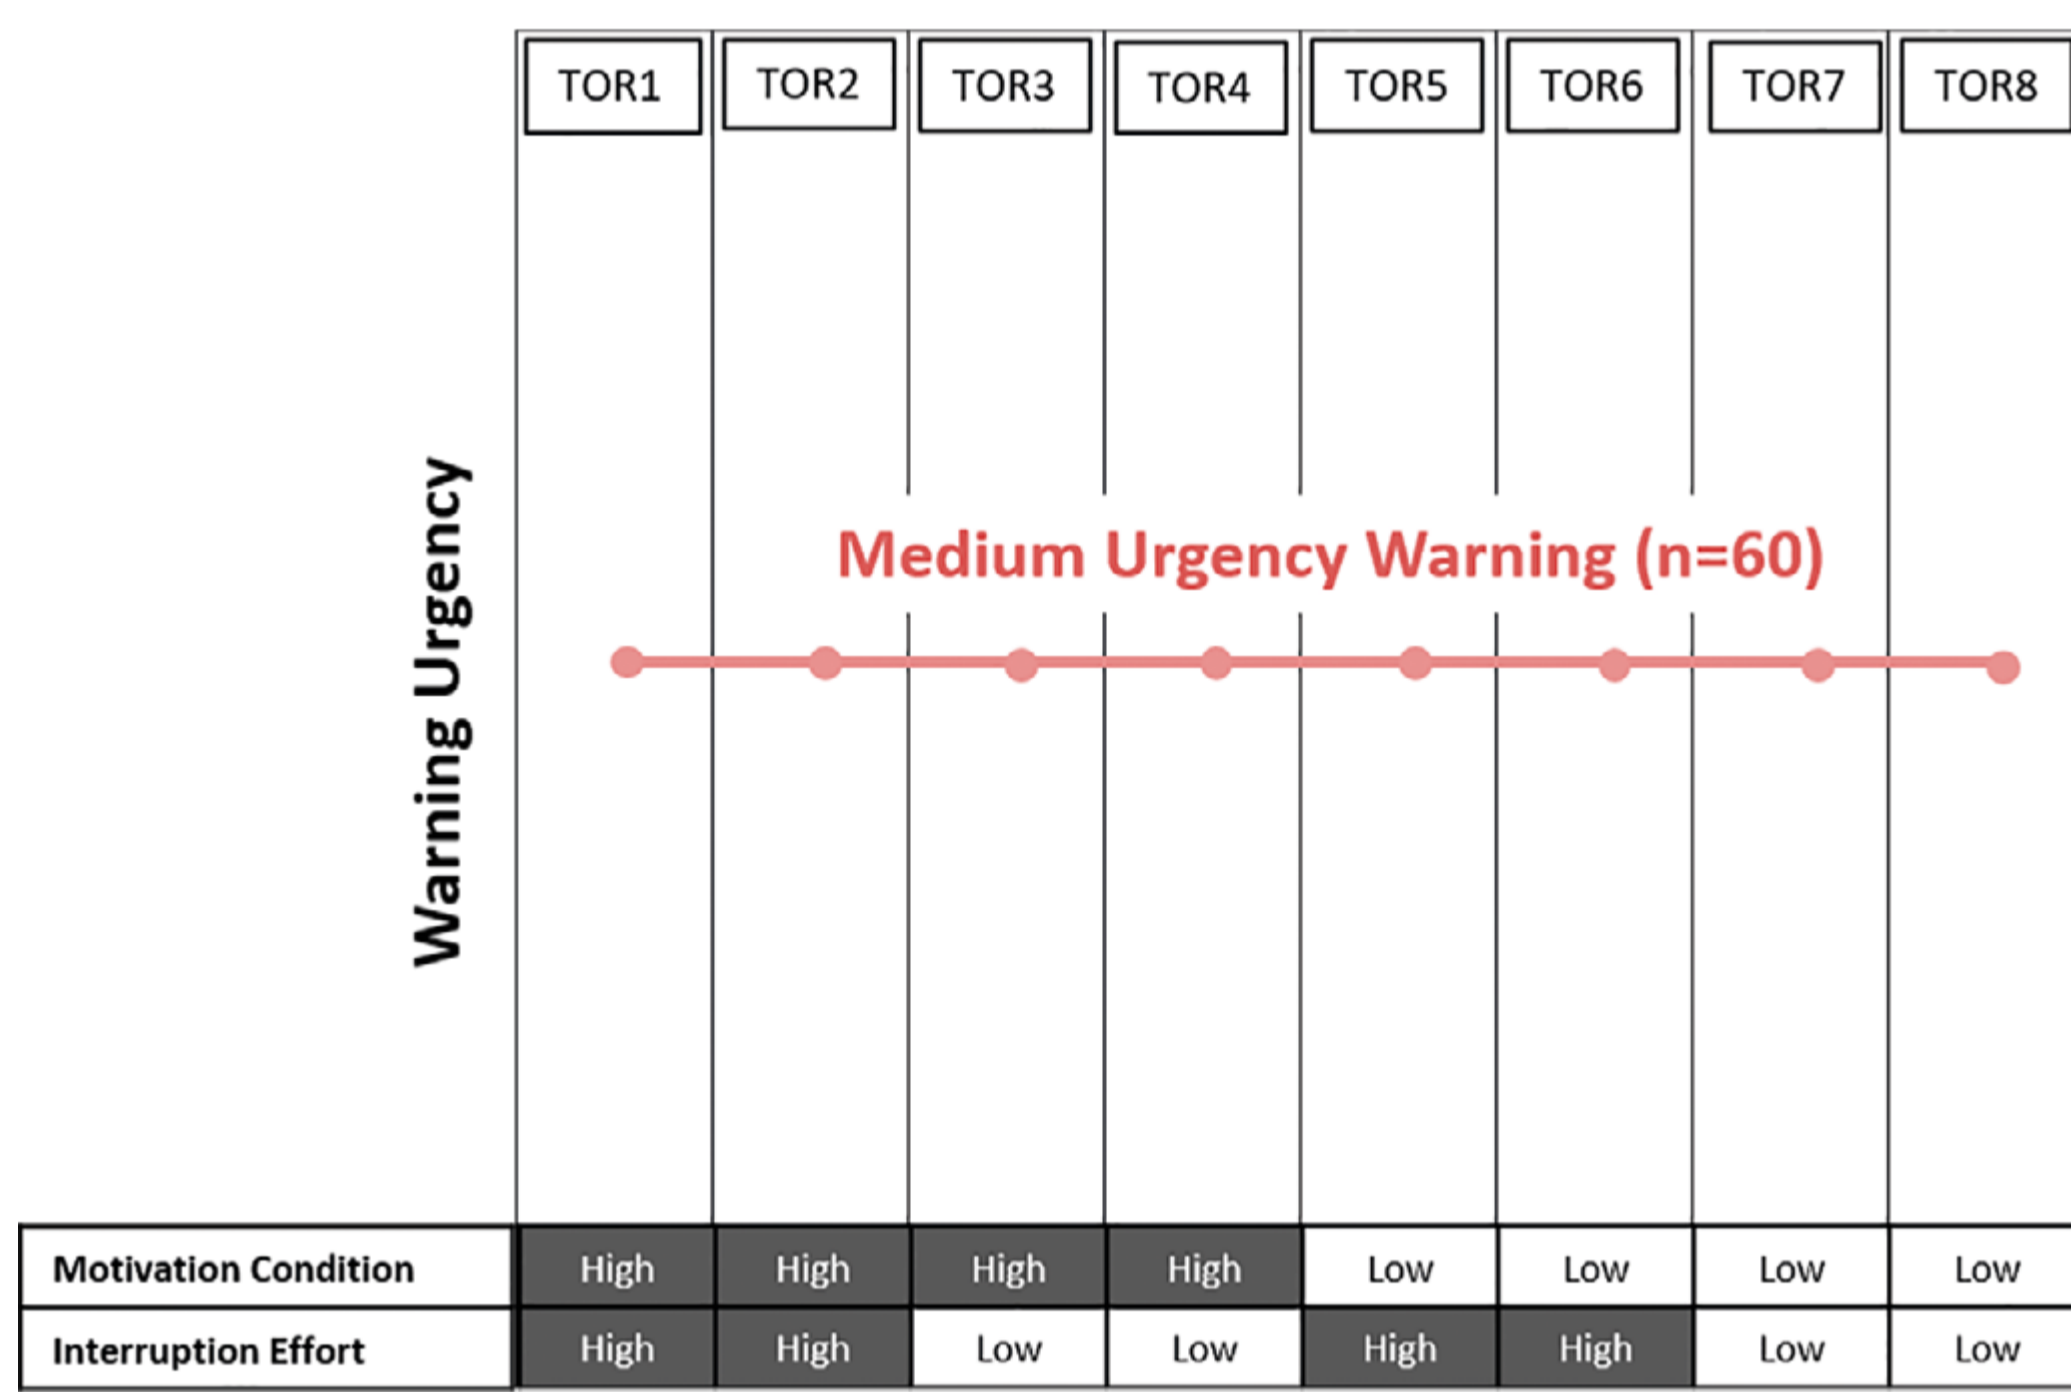 TOR1 TOR2 TOR3 TOR4 TOR5 TOR6 TOR7 TOR8
Warning Urgency
Medium Urgency Warning (n=60)
Motivation Condition High High High High Low Low Low Low
Interruption Effort High High Low Low High High Low Low